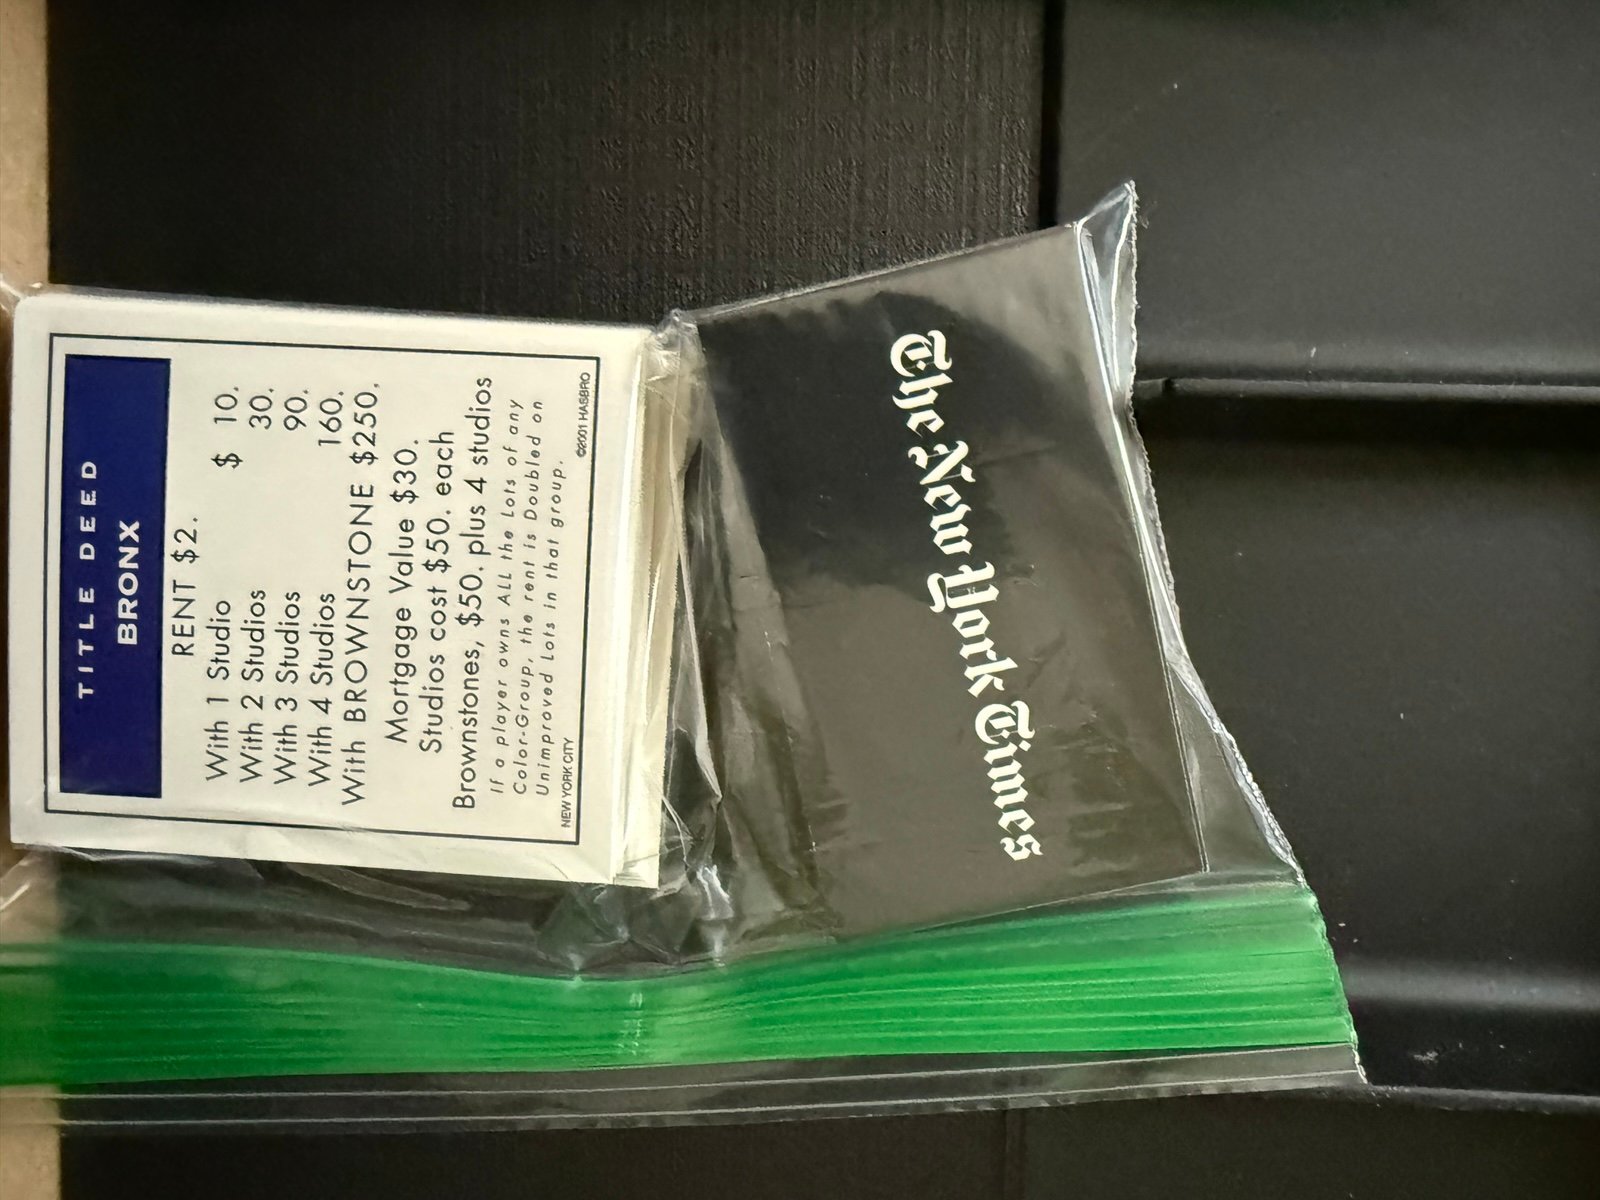 TITLE DEED
BRONX
RENT $2.
With 1 Studio $ 10.
With 2 Studios 30.
With 3 Studios 90.
With 4 Studios 160.
With BROWNSTONE $250.
Mortgage Value $30.
Studios cost $50. each
Brownstones, $50. plus 4 studios
If a player owns ALL the Lots of any
Color-Group, the rent is Doubled on
Unimproved Lots in that group.
NEW YORK CITY ©2001 HASBRO
The New York Times